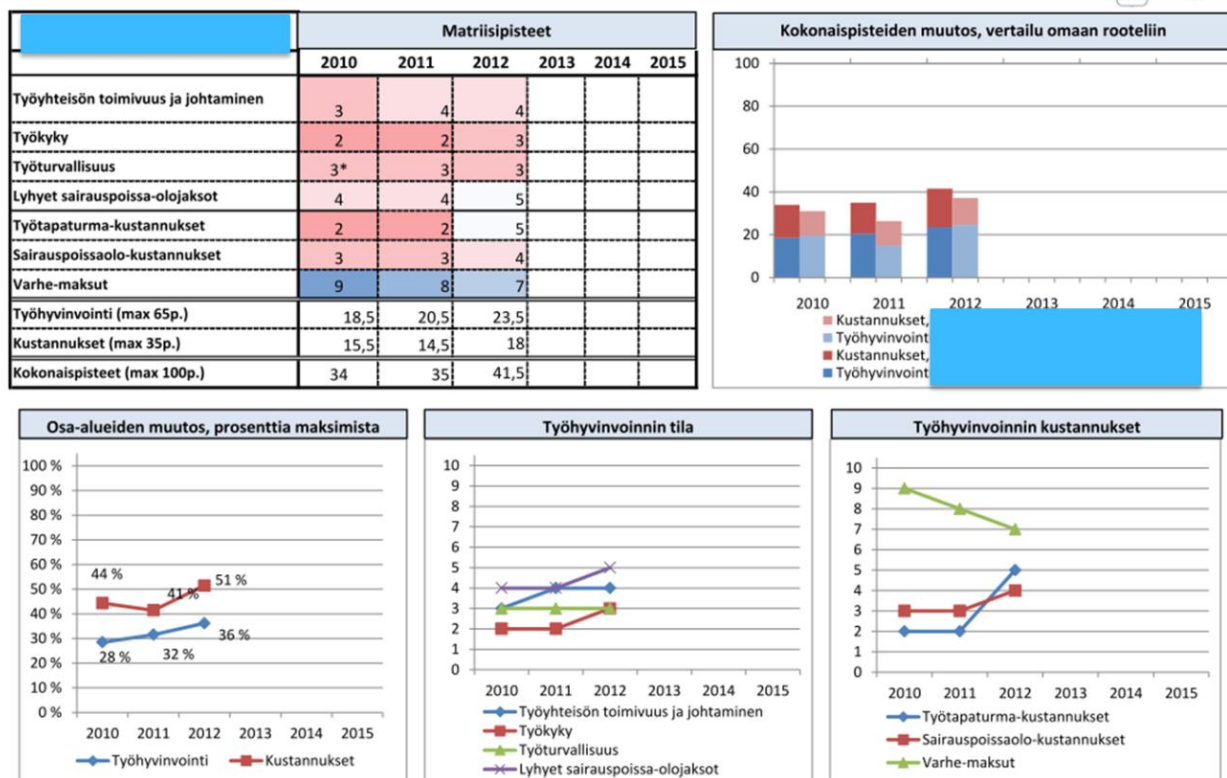 Matriisipisteet
2010 2011 2012 2013 2014 2015
Työyhteisön toimivuus ja johtaminen 3 4 4
Työkyky 2 2 3
Työturvallisuus 3* 3 3
Lyhyet sairauspoissa-olojaksot 4 4 5
Työtapaturma-kustannukset 2 2 5
Sairauspoissaolo-kustannukset 3 3 4
Varhe-maksut 9 8 7
Työhyvinvointi (max 65p.) 18,5 20,5 23,5
Kustannukset (max 35p.) 15,5 14,5 18
Kokonaispisteet (max 100p.) 34 35 41,5
Kokonaispisteiden muutos, vertailu omaan rooteliin
100
80
60
40
20
0
2010 2011 2012 2013 2014 2015
Kustannukset,
Työhyvinvoint
Kustannukset,
Työhyvinvoint
Osa-alueiden muutos, prosenttia maksimista
100 %
90 %
80 %
70 %
60 %
50 %
40 %
30 %
20 %
10 %
0 %
44 %
41 %
51 %
28 %
32 %
36 %
2010 2011 2012 2013 2014 2015
Työhyvinvointi Kustannukset
Työhyvinvoinnin tila
10
9
8
7
6
5
4
3
2
1
0
2010 2011 2012 2013 2014 2015
Työyhteisön toimivuus ja johtaminen
Työkyky
Työturvallisuus
Lyhyet sairauspoissa-olojaksot
Työhyvinvoinnin kustannukset
10
9
8
7
6
5
4
3
2
1
0
2010 2011 2012 2013 2014 2015
Työtapaturma-kustannukset
Sairauspoissaolo-kustannukset
Varhe-maksut